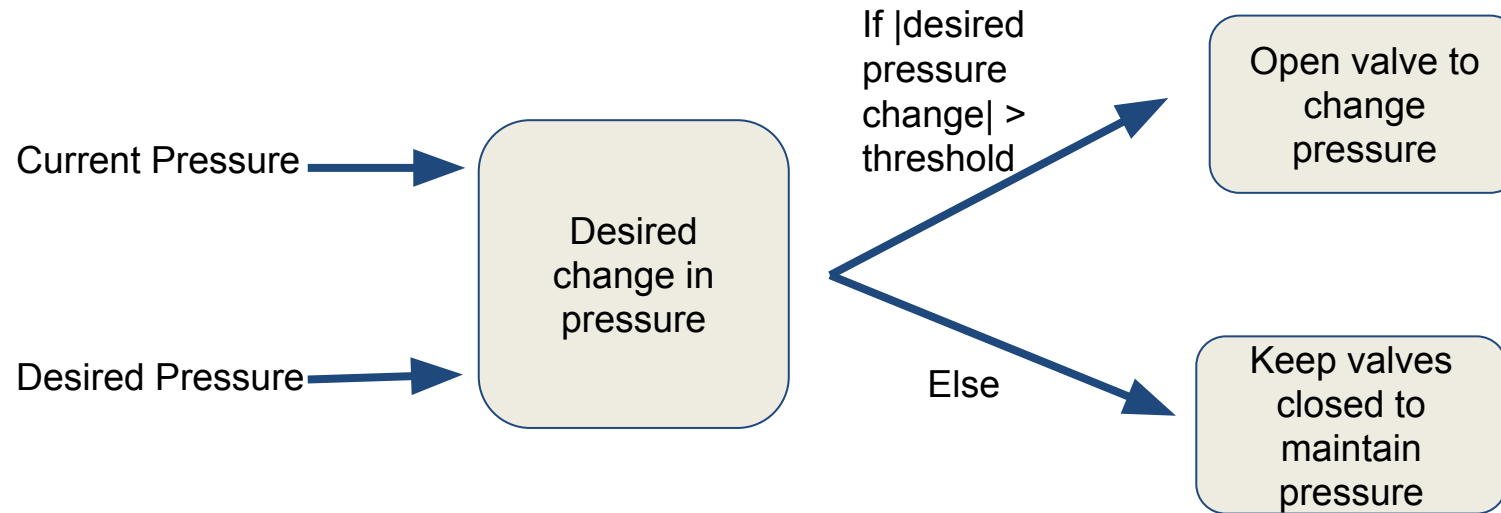 Current Pressure
Desired Pressure
Desired
change in
pressure
If |desired
pressure
change| >
threshold
Else
Open valve to
change
pressure
Keep valves
closed to
maintain
pressure